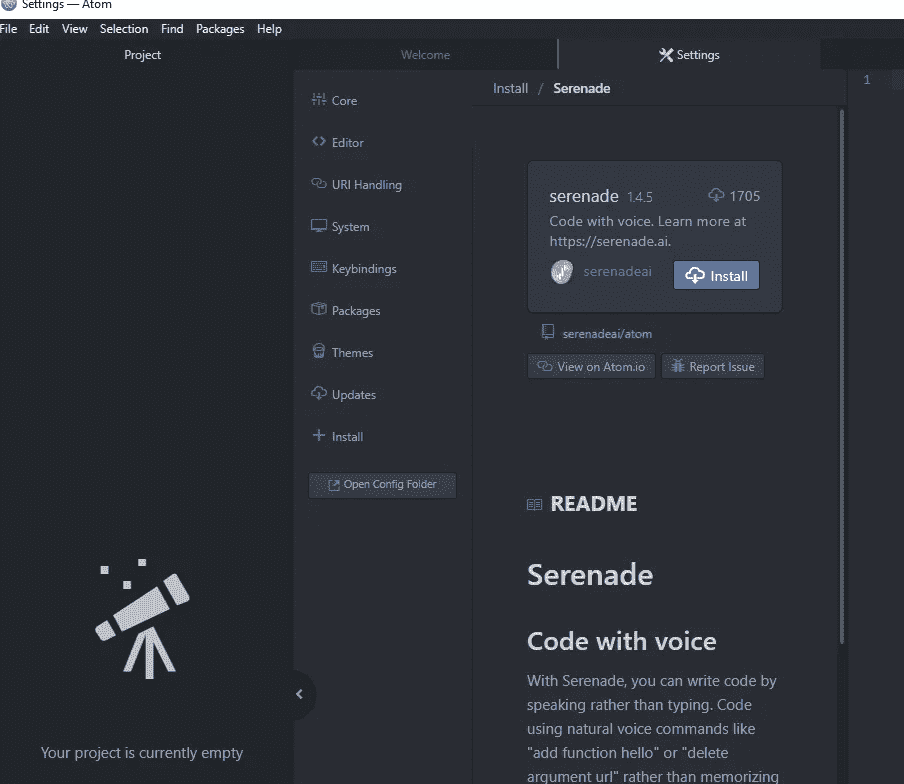 Settings — Atom
File Edit View Selection Find Packages Help
Project
Welcome
Settings
1
Install / Serenade
Core
Editor
URI Handling
System
Keybindings
Packages
Themes
Updates
Install
Open Config Folder
serenade 1.4.5 1705
Code with voice. Learn more at
https://serenade.ai.
serenadeai
Install
serenadeai/atom
View on Atom.io
Report Issue
README
Serenade
Code with voice
With Serenade, you can write code by
speaking rather than typing. Code
using natural voice commands like
"add function hello" or "delete
argument url" rather than memorizing
Your project is currently empty